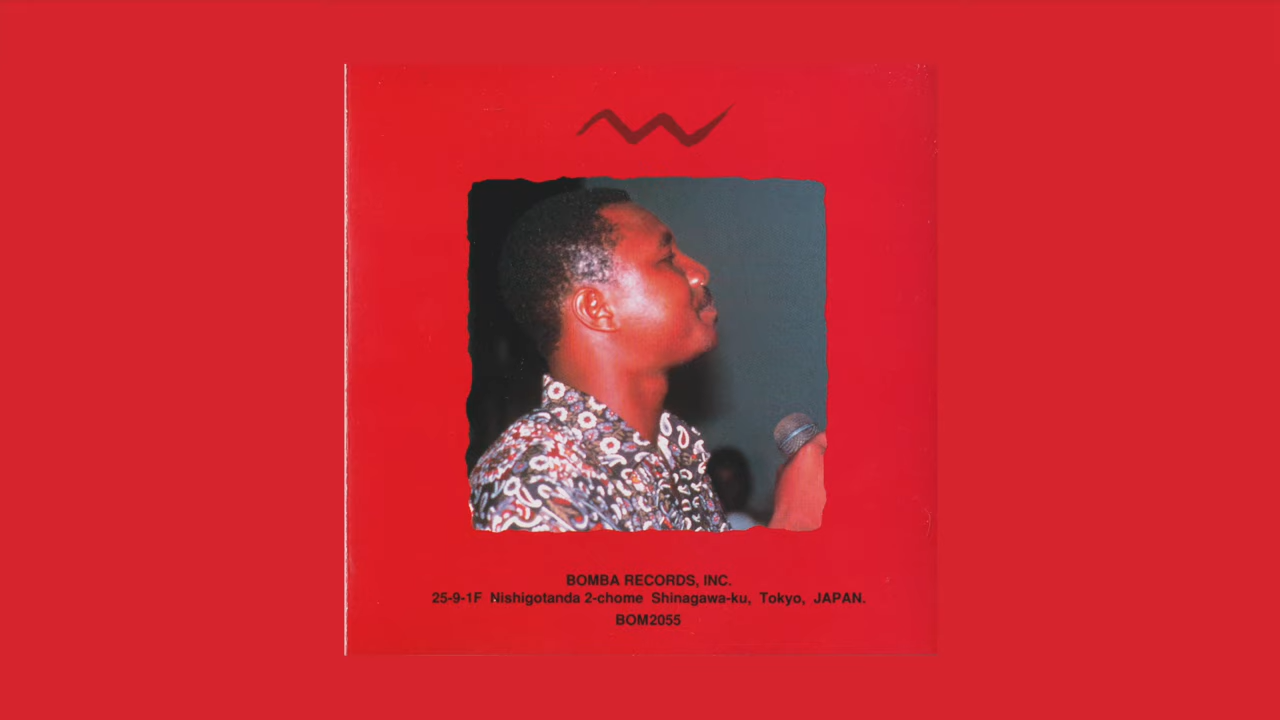 BOMBA RECORDS, INC.
25-9-1F Nishigotanda 2-chome Shinagawa-ku, Tokyo, JAPAN.
BOM2055